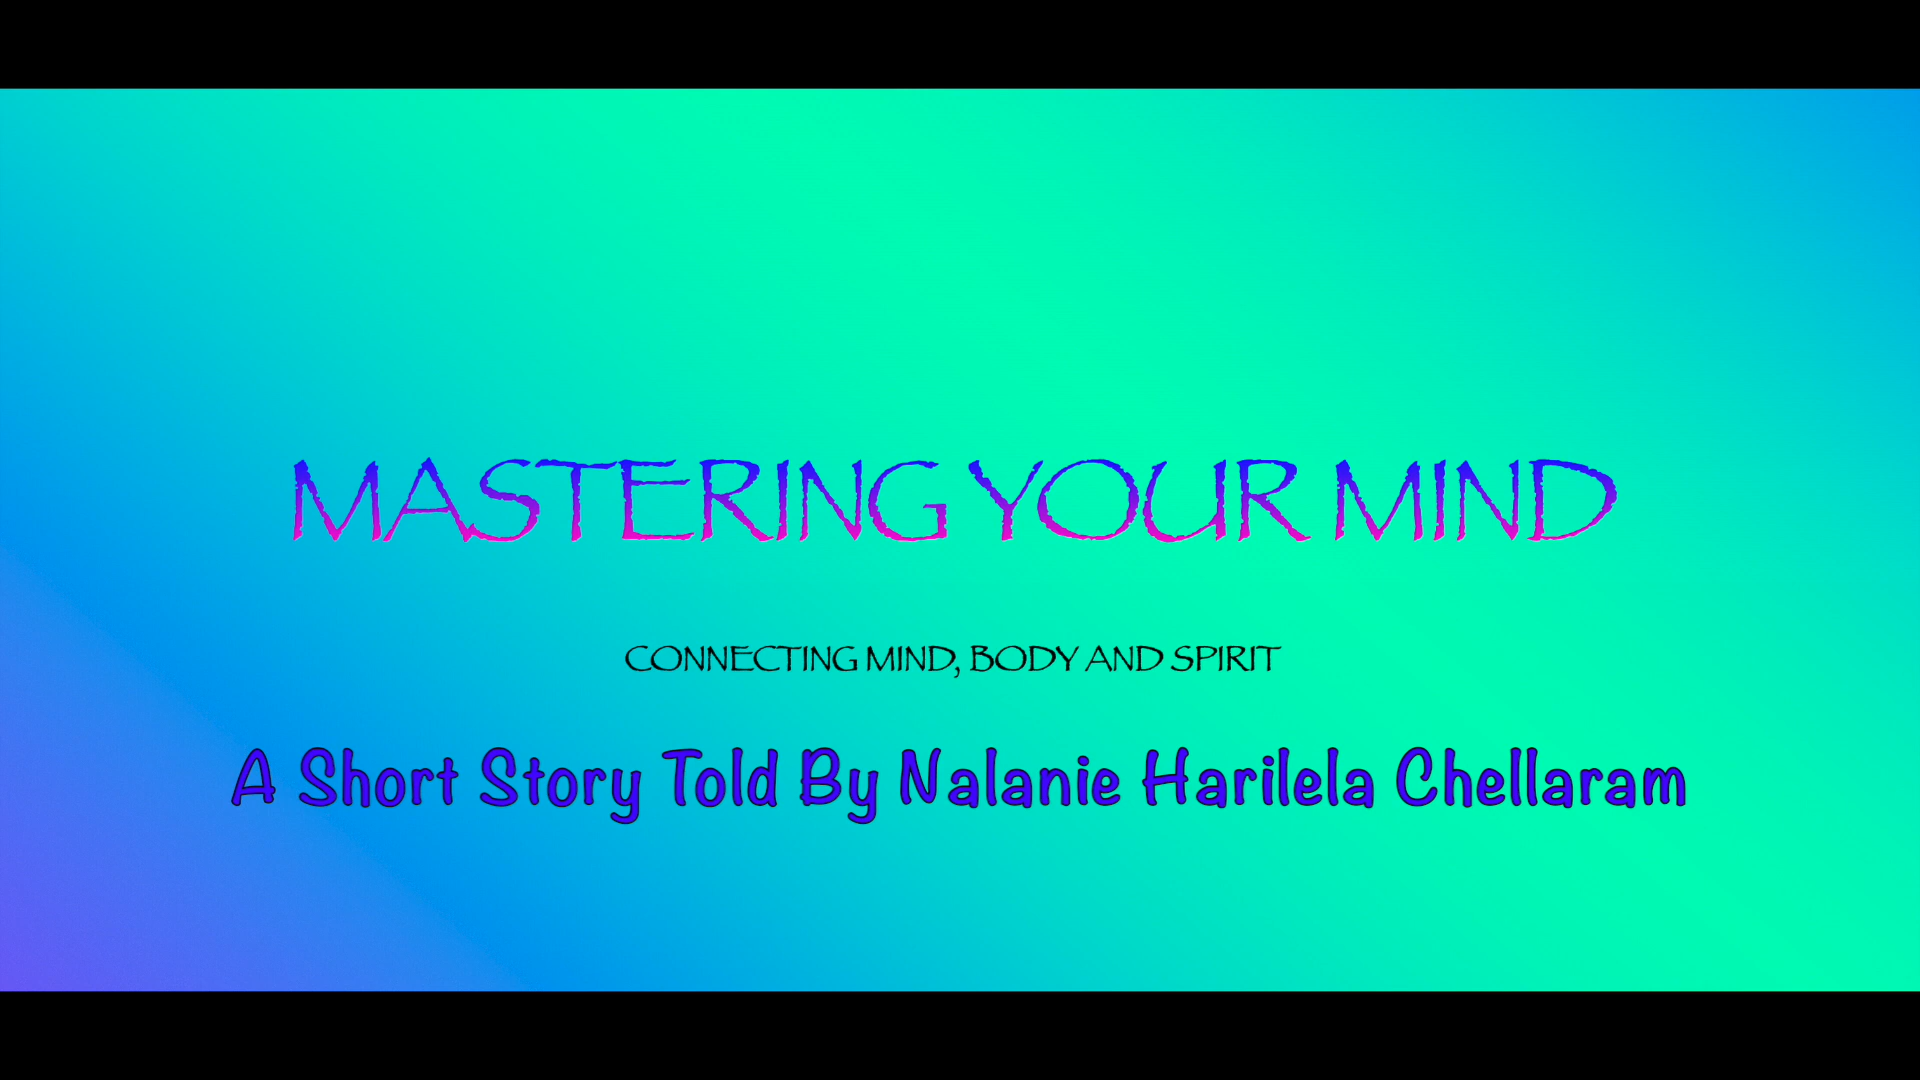 MASTERING YOUR MIND
CONNECTING MIND, BODY AND SPIRIT
A Short Story Told By Nalanie Harilela Chellaram